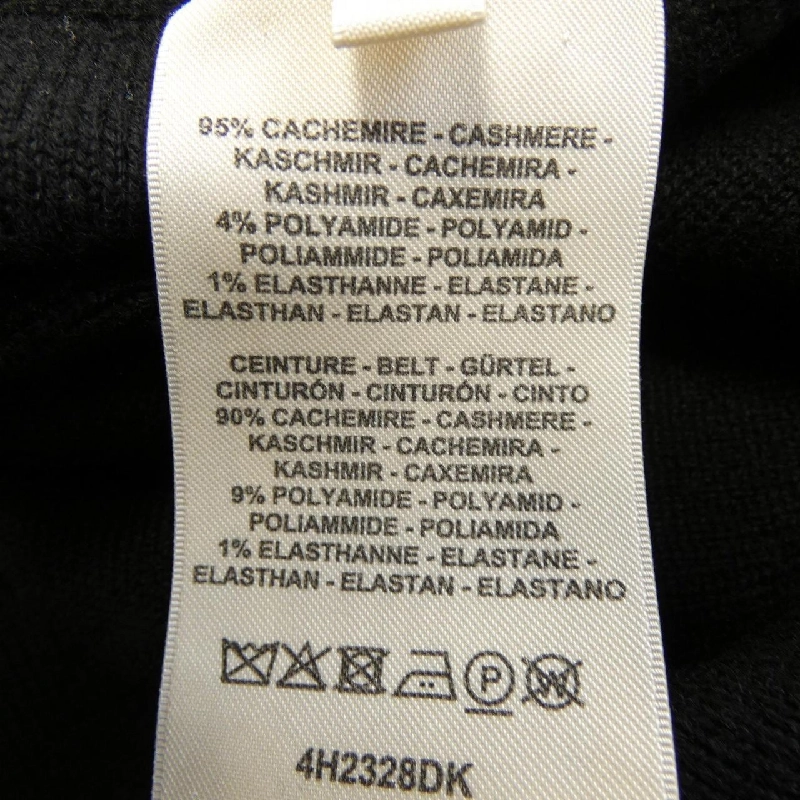 95% CACHEMIRE - CASHMERE -
KASCHMIR - CACHEMIRA -
KASHMIR - CAXEMIRA
4% POLYAMIDE - POLYAMID -
POLIAMMIDE - POLIAMIDA
1% ELASTHANNE - ELASTANE -
ELASTHAN - ELASTAN - ELASTANO
CEINTURE - BELT - GÜRTEL -
CINTURÓN - CINTURÓN - CINTO
90% CACHEMIRE - CASHMERE -
KASCHMIR - CACHEMIRA -
KASHMIR - CAXEMIRA
9% POLYAMIDE - POLYAMID -
POLIAMMIDE - POLIAMIDA
1% ELASTHANNE - ELASTANE -
ELASTHAN - ELASTAN - ELASTANO
P W
4H2328DK